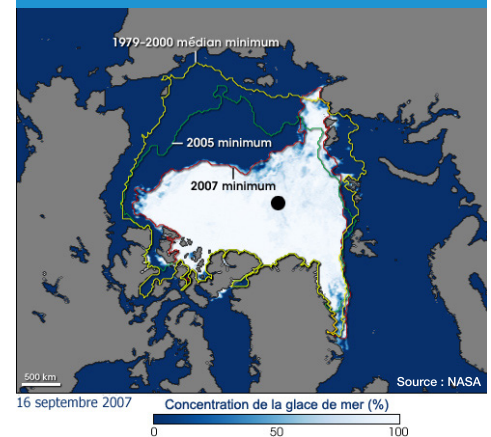 1979-2000 médian minimum
2005 minimum
2007 minimum
500 km
Source : NASA
16 septembre 2007
Concentration de la glace de mer (%)
0 50 100